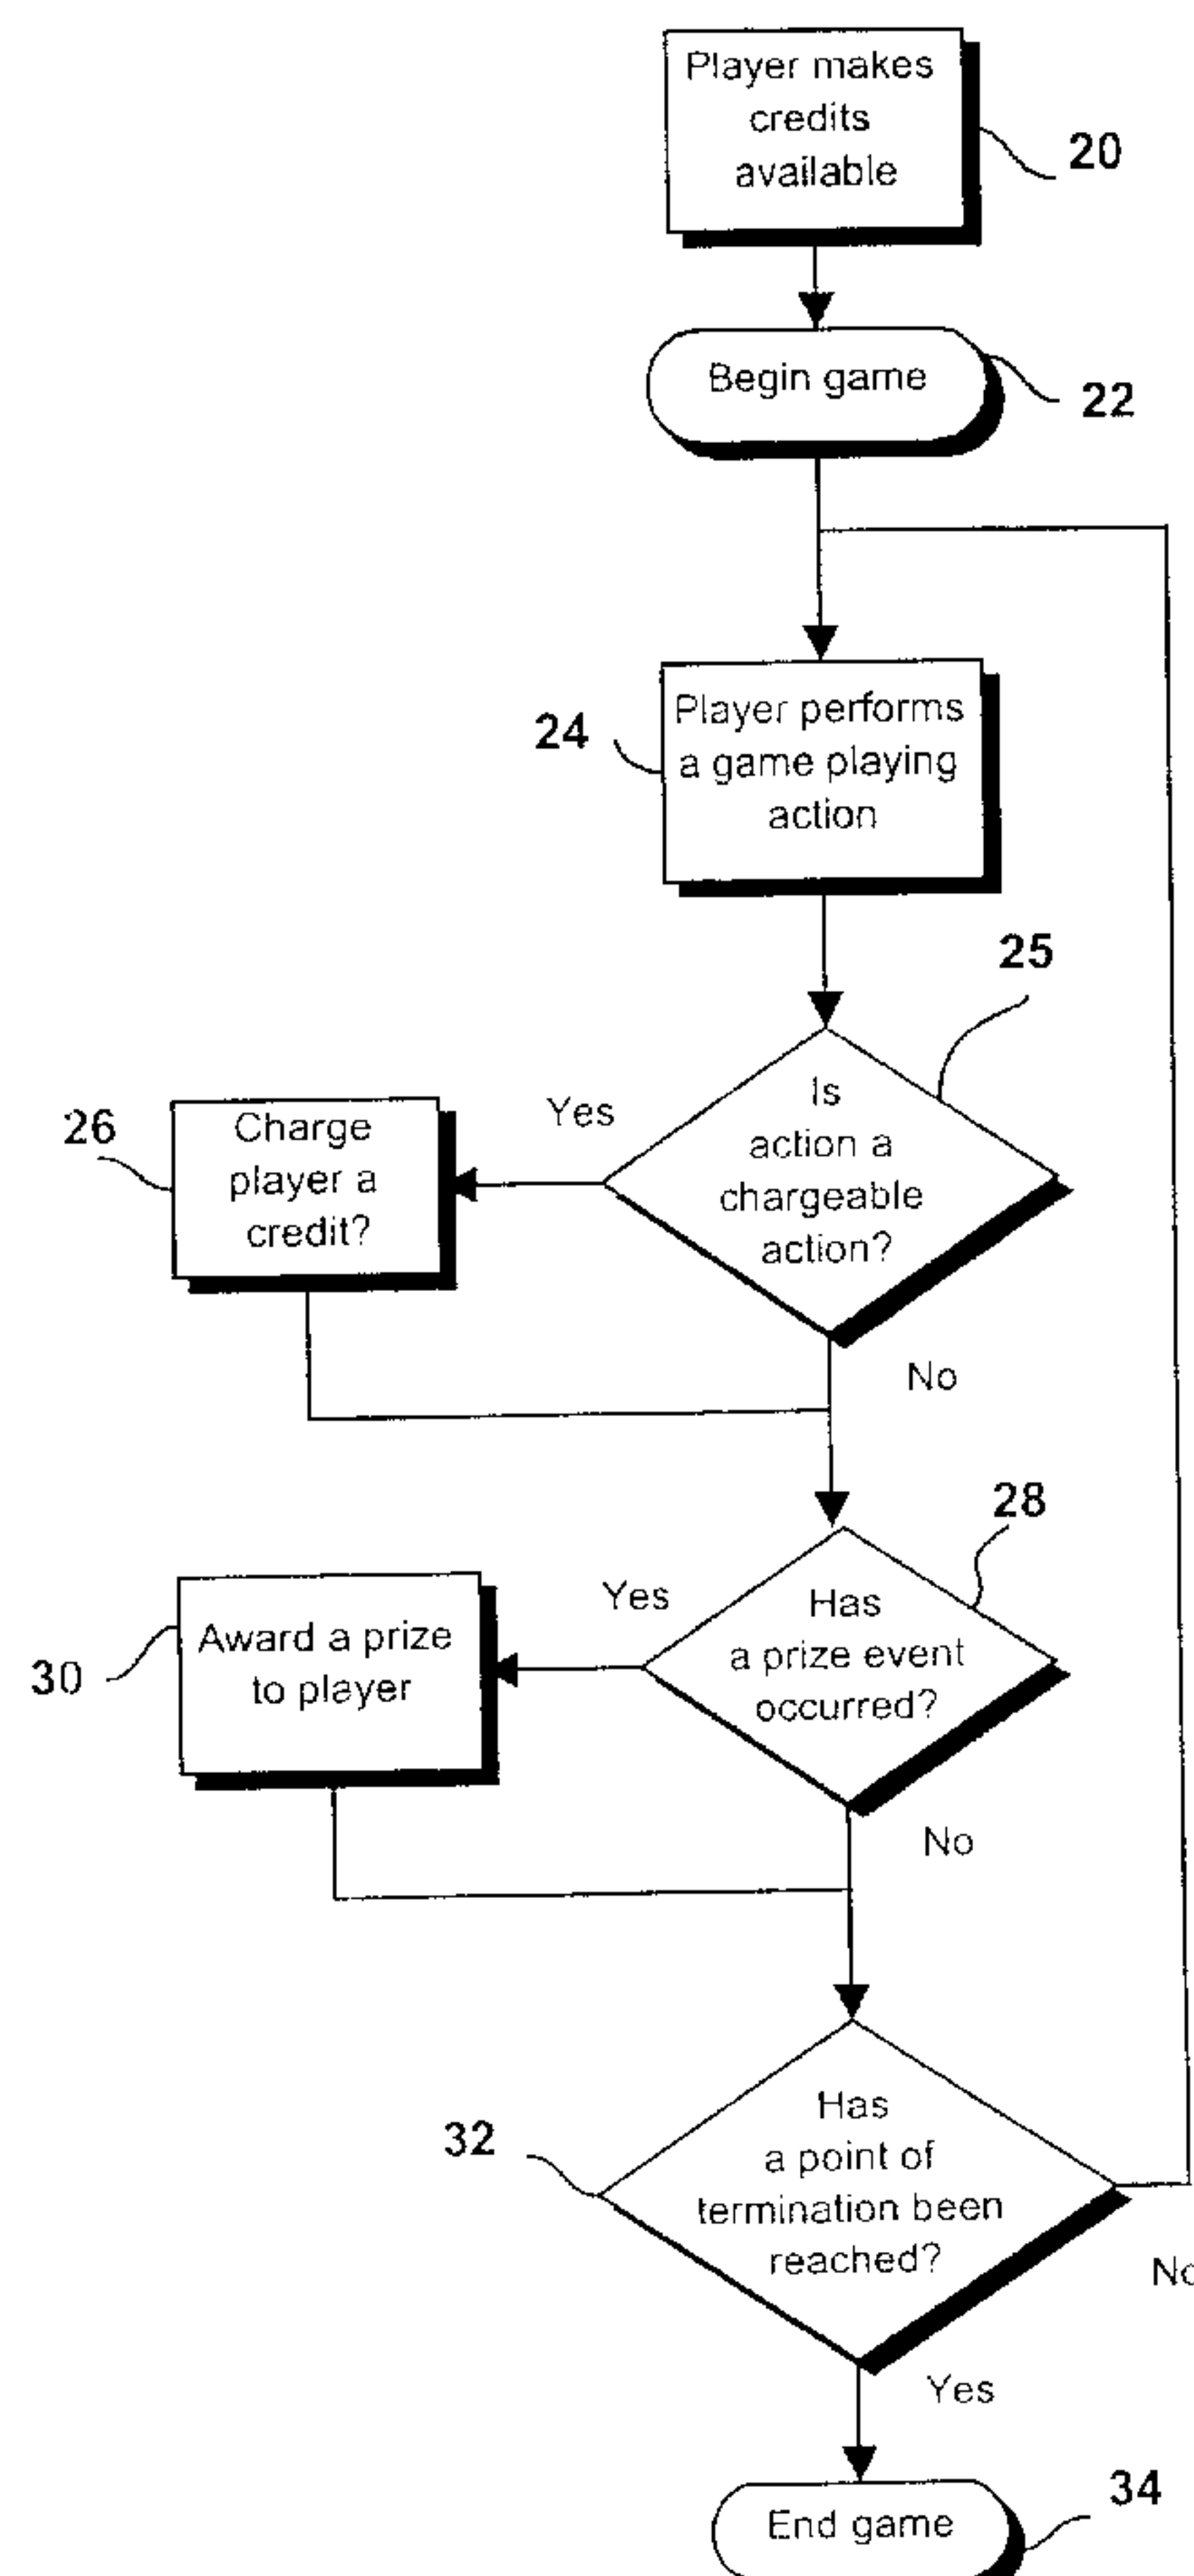 Player makes
credits
available
20
Begin game
22
24
Player performs
a game playing
action
25
Is
action a
chargeable
action?
Yes
26
Charge
player a
credit?
No
28
Has
a prize event
occurred?
Yes
30
Award a prize
to player
No
32
Has
a point of
termination been
reached?
No
Yes
34
End game